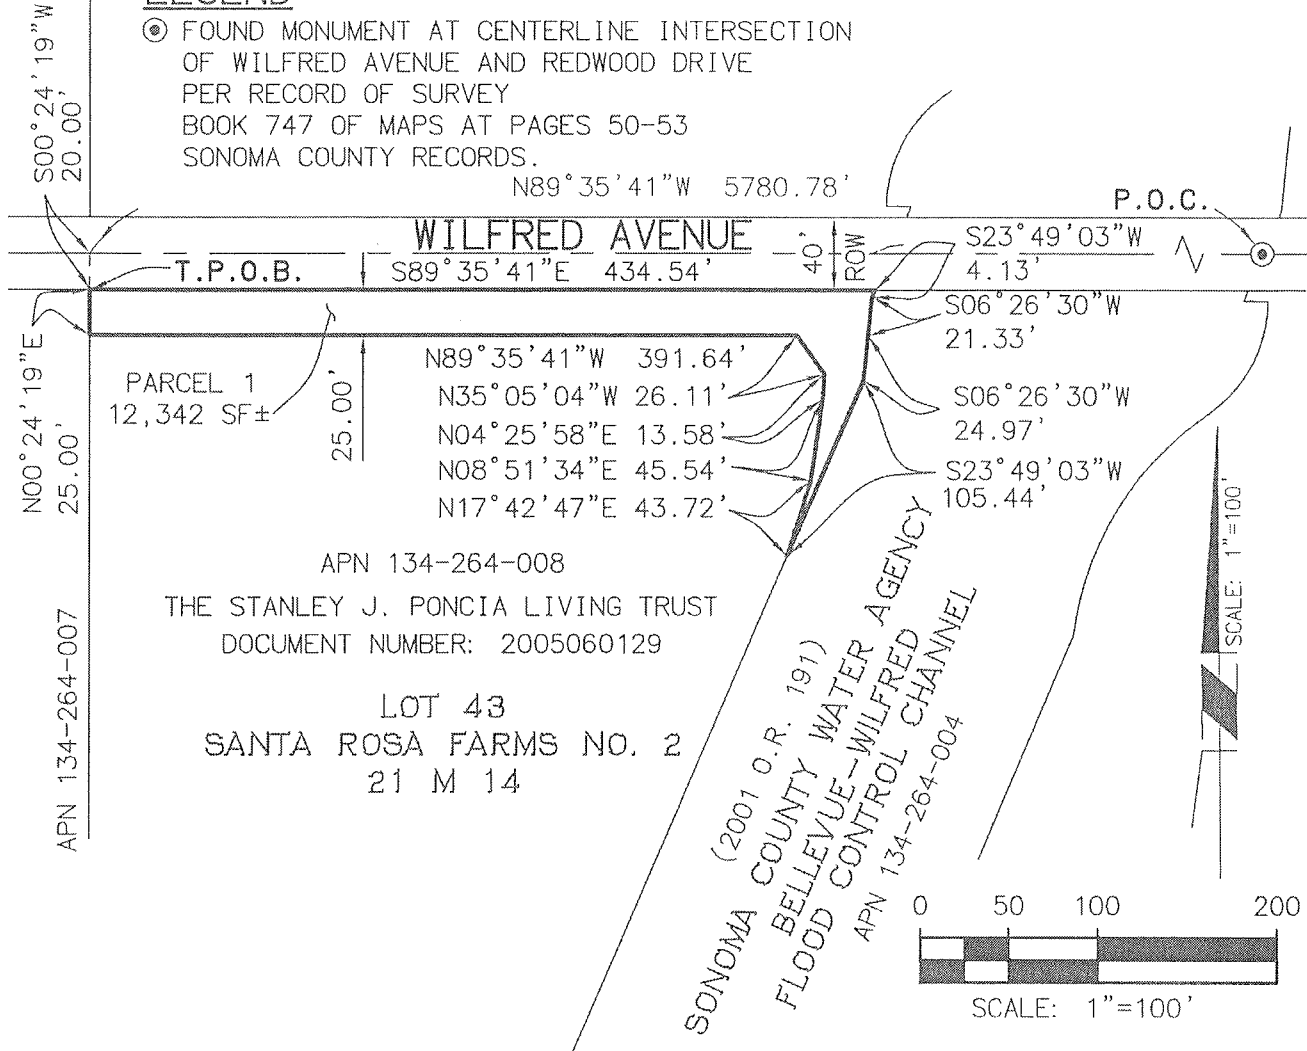 LEGEND
FOUND MONUMENT AT CENTERLINE INTERSECTION
OF WILFRED AVENUE AND REDWOOD DRIVE
PER RECORD OF SURVEY
BOOK 747 OF MAPS AT PAGES 50-53
SONOMA COUNTY RECORDS.
S00°24'19"W
20.00'
N89°35'41"W 5780.78'
P.O.C.
WILFRED AVENUE
40'
ROW
S23°49'03"W
4.13'
T.P.O.B.
S89°35'41"E 434.54'
S06°26'30"W
21.33'
N00°24'19"E
25.00'
PARCEL 1
12,342 SF±
25.00'
N89°35'41"W 391.64'
N35°05'04"W 26.11'
N04°25'58"E 13.58'
N08°51'34"E 45.54'
N17°42'47"E 43.72'
S06°26'30"W
24.97'
S23°49'03"W
105.44'
APN 134-264-008
THE STANLEY J. PONCIA LIVING TRUST
DOCUMENT NUMBER: 2005060129
APN 134-264-007
LOT 43
SANTA ROSA FARMS NO. 2
21 M 14
(2001 O.R. 191)
SONOMA COUNTY WATER AGENCY
BELLEVUE-WILFRED
FLOOD CONTROL CHANNEL
APN 134-264-004
SCALE: 1"=100'
0 50 100 200
SCALE: 1"=100'